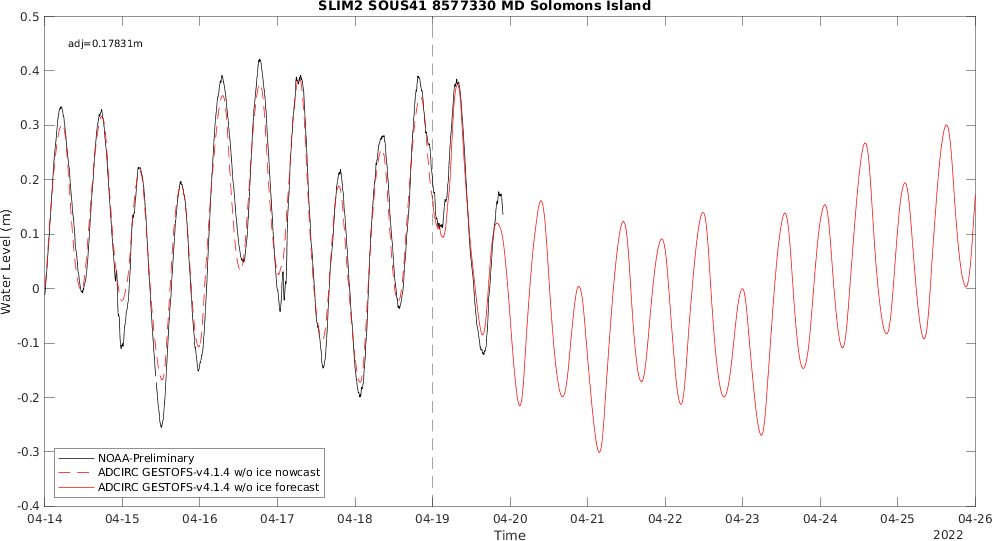 SLIM2 SOUS41 8577330 MD Solomons Island
adj=0.17831m
0.5
0.4
0.3
0.2
0.1
0
-0.1
-0.2
-0.3
-0.4
Water Level (m)
NOAA-Preliminary
ADCIRC GESTOFS-v4.1.4 w/o ice nowcast
ADCIRC GESTOFS-v4.1.4 w/o ice forecast
04-14 04-15 04-16 04-17 04-18 04-19 04-20 04-21 04-22 04-23 04-24 04-25 04-26
Time
2022